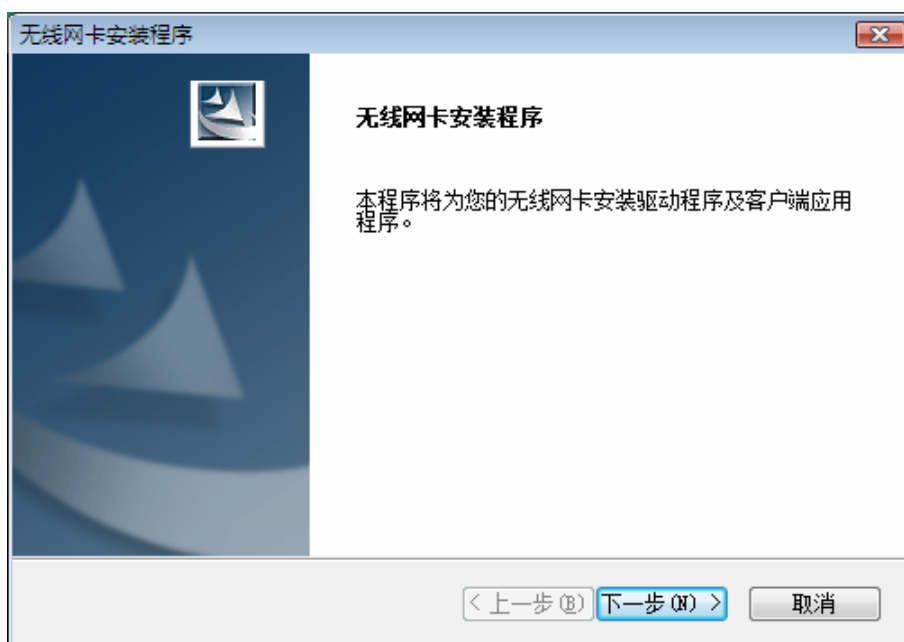 无线网卡安装程序
无线网卡安装程序
本程序将为您的无线网卡安装驱动程序及客户端应用
程序。
< 上一步(B) 下一步(N) > 取消